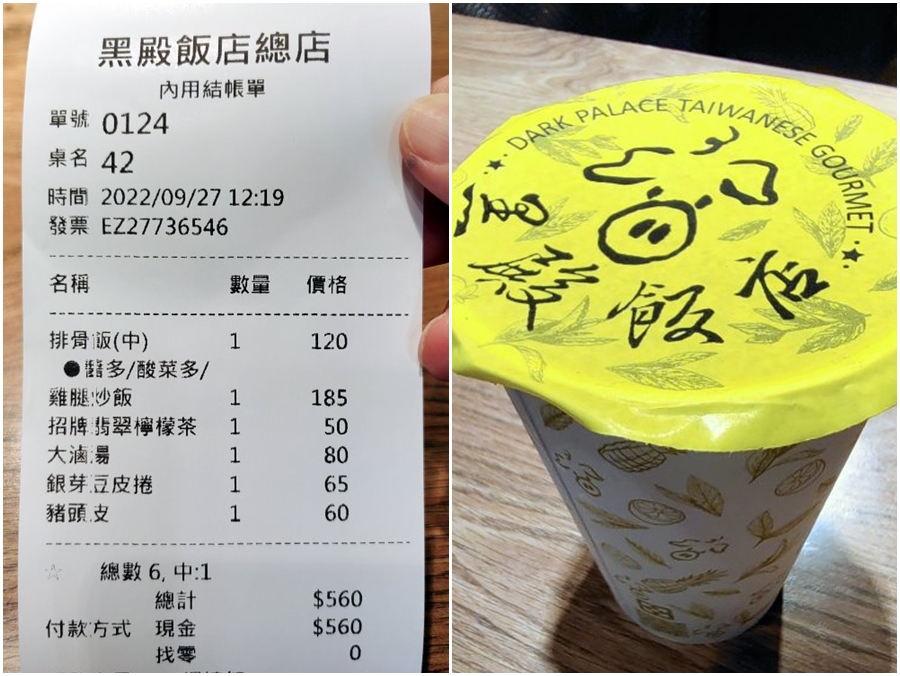 黑殿飯店總店
內用結帳單
單號 0124
桌名 42
時間 2022/09/27 12:19
發票 EZ27736546
名稱 數量 價格
排骨飯(中) 1 120
●醬多/酸菜多/
雞腿炒飯 1 185
招牌翡翠檸檬茶 1 50
大滷湯 1 80
銀芽豆皮捲 1 65
豬頭皮 1 60
☆ 總數 6, 中:1
總計 $560
付款方式 現金 $560
找零 0
DARK PALACE TAIWANESE GOURMET
黑殿飯店